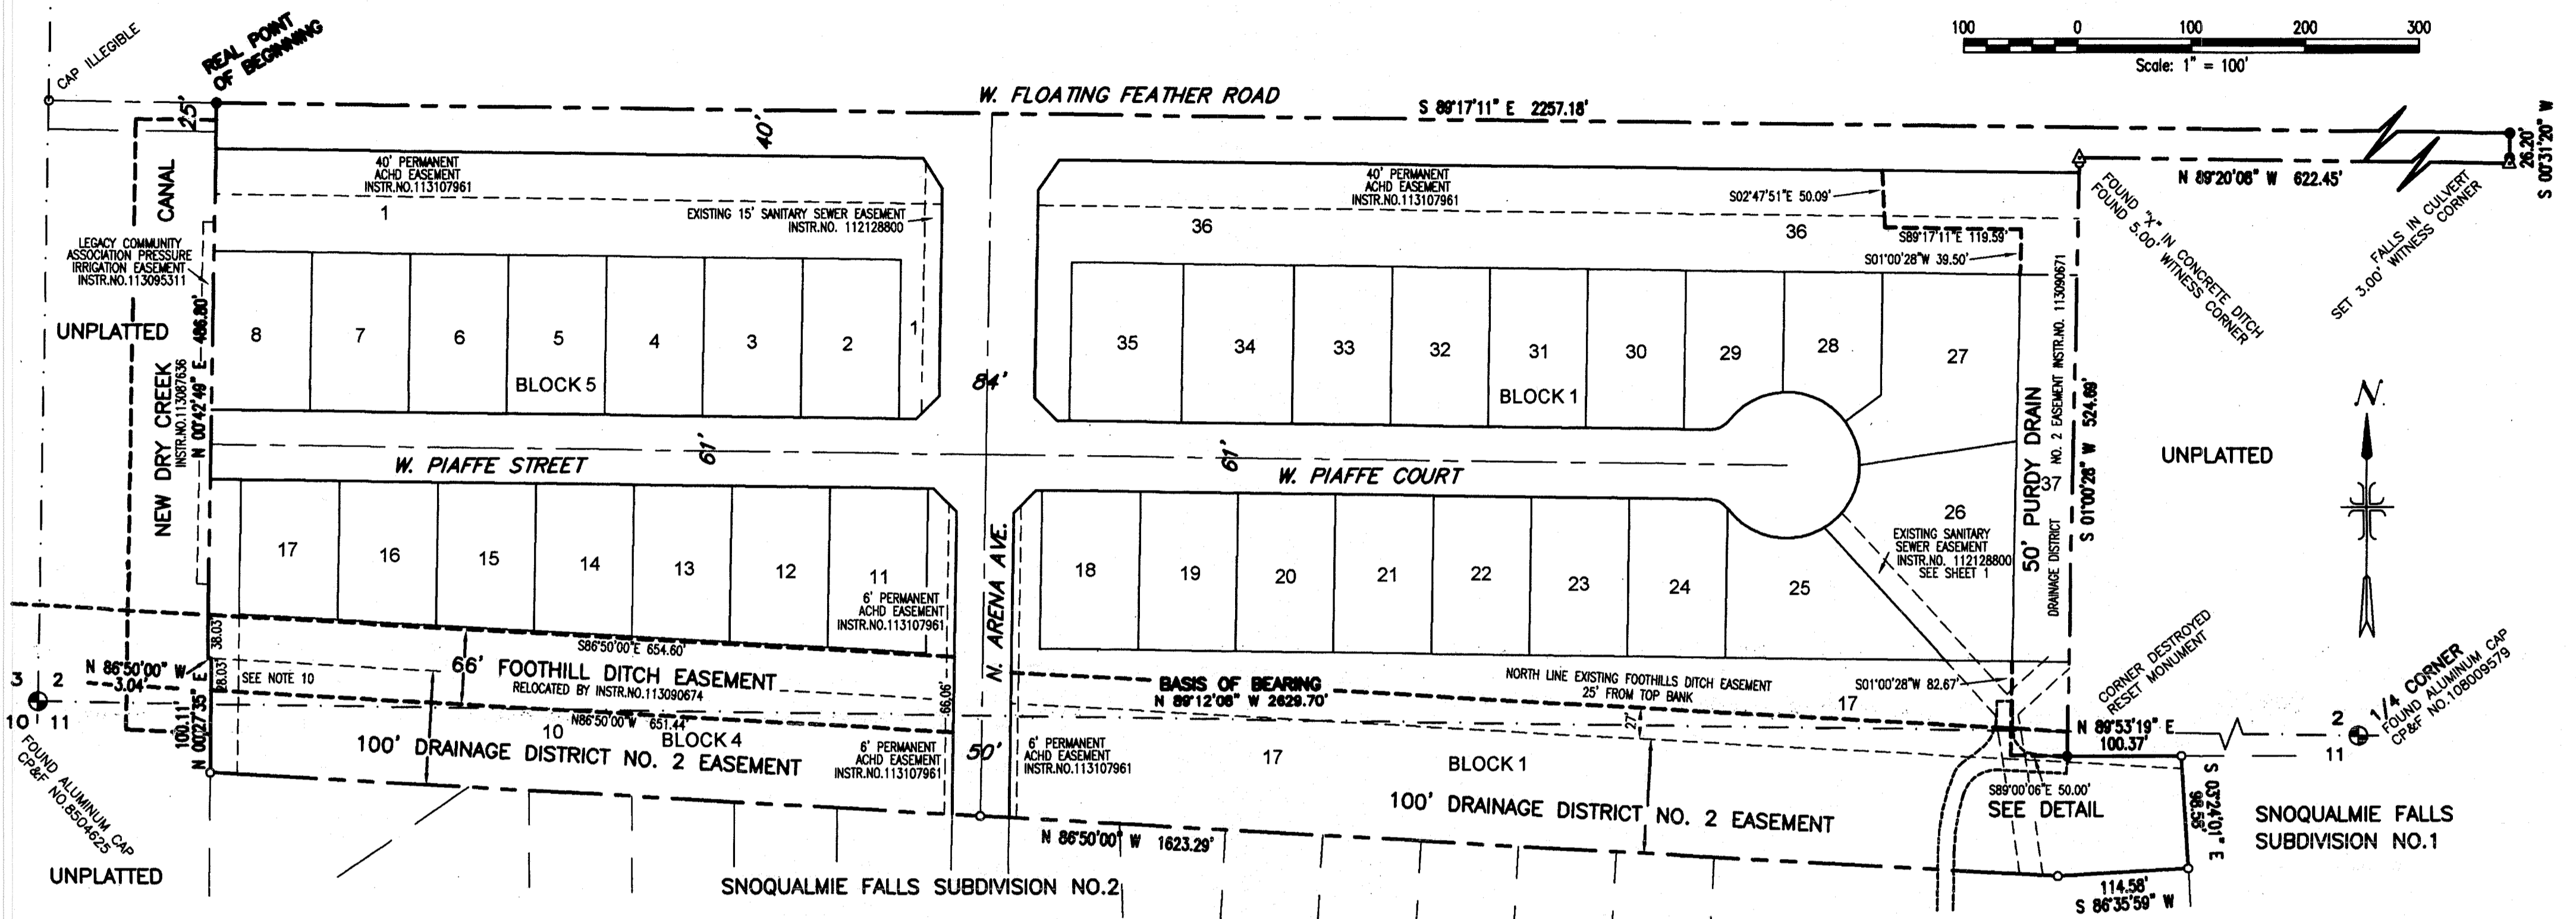 100 0 100 200 300
Scale: 1" = 100'
CAP ILLEGIBLE
REAL POINT
OF BEGINNING
25'
W. FLOATING FEATHER ROAD
40'
S 89°17'11" E 2257.18'
26.20'
S 00°31'20" W
N 89°20'08" W 622.45'
FOUND "X" IN CONCRETE DITCH
FOUND 5.00' WITNESS CORNER
FALLS IN CULVERT
SET 3.00' WITNESS CORNER
CANAL
NEW DRY CREEK
INSTR.NO.113087636
N 00°42'49" E 486.80'
LEGACY COMMUNITY
ASSOCIATION PRESSURE
IRRIGATION EASEMENT
INSTR.NO.113095311
UNPLATTED
40' PERMANENT
ACHD EASEMENT
INSTR.NO.113107961
1
EXISTING 15' SANITARY SEWER EASEMENT
INSTR.NO. 112128800
40' PERMANENT
ACHD EASEMENT
INSTR.NO.113107961
36
36
S02°47'51"E 50.09'
S89°17'11"E 119.59'
S01°00'28"W 39.50'
8
7
6
5
4
3
2
1
BLOCK 5
84'
35
34
33
32
31
30
29
28
27
BLOCK 1
50' PURDY DRAIN
37
DRAINAGE DISTRICT NO. 2 EASEMENT INSTR.NO. 113090671
S 01°00'28" W 524.69'
UNPLATTED
N
W. PIAFFE STREET
61'
61'
W. PIAFFE COURT
17
16
15
14
13
12
11
6' PERMANENT
ACHD EASEMENT
INSTR.NO.113107961
N. ARENA AVE.
18
19
20
21
22
23
24
25
26
EXISTING SANITARY
SEWER EASEMENT
INSTR.NO. 112128800
SEE SHEET 1
N 86°50'00" W
3.04'
38.03'
28.03'
100.11'
N 00°27'35" E
SEE NOTE 10
S86°50'00"E 654.60'
66' FOOTHILL DITCH EASEMENT
RELOCATED BY INSTR.NO.113090674
66.06'
N86°50'00"W 651.44'
10
BLOCK 4
100' DRAINAGE DISTRICT NO. 2 EASEMENT
6' PERMANENT
ACHD EASEMENT
INSTR.NO.113107961
50'
6' PERMANENT
ACHD EASEMENT
INSTR.NO.113107961
BASIS OF BEARING
N 89°12'08" W 2629.70'
NORTH LINE EXISTING FOOTHILLS DITCH EASEMENT
25' FROM TOP BANK
27'
17
17
BLOCK 1
100' DRAINAGE DISTRICT NO. 2 EASEMENT
S01°00'28"W 82.67'
S89°00'06"E 50.00'
SEE DETAIL
CORNER DESTROYED
RESET MONUMENT
N 89°53'19" E
100.37'
S 03°24'01" E
98.58'
114.58'
S 86°35'59" W
2
11
1/4 CORNER
FOUND ALUMINUM CAP
CP&F NO.108009579
SNOQUALMIE FALLS
SUBDIVISION NO.1
3 2
10 11
FOUND ALUMINUM CAP
CP&F NO.8504625
UNPLATTED
N 86°50'00" W 1623.29'
SNOQUALMIE FALLS SUBDIVISION NO.2